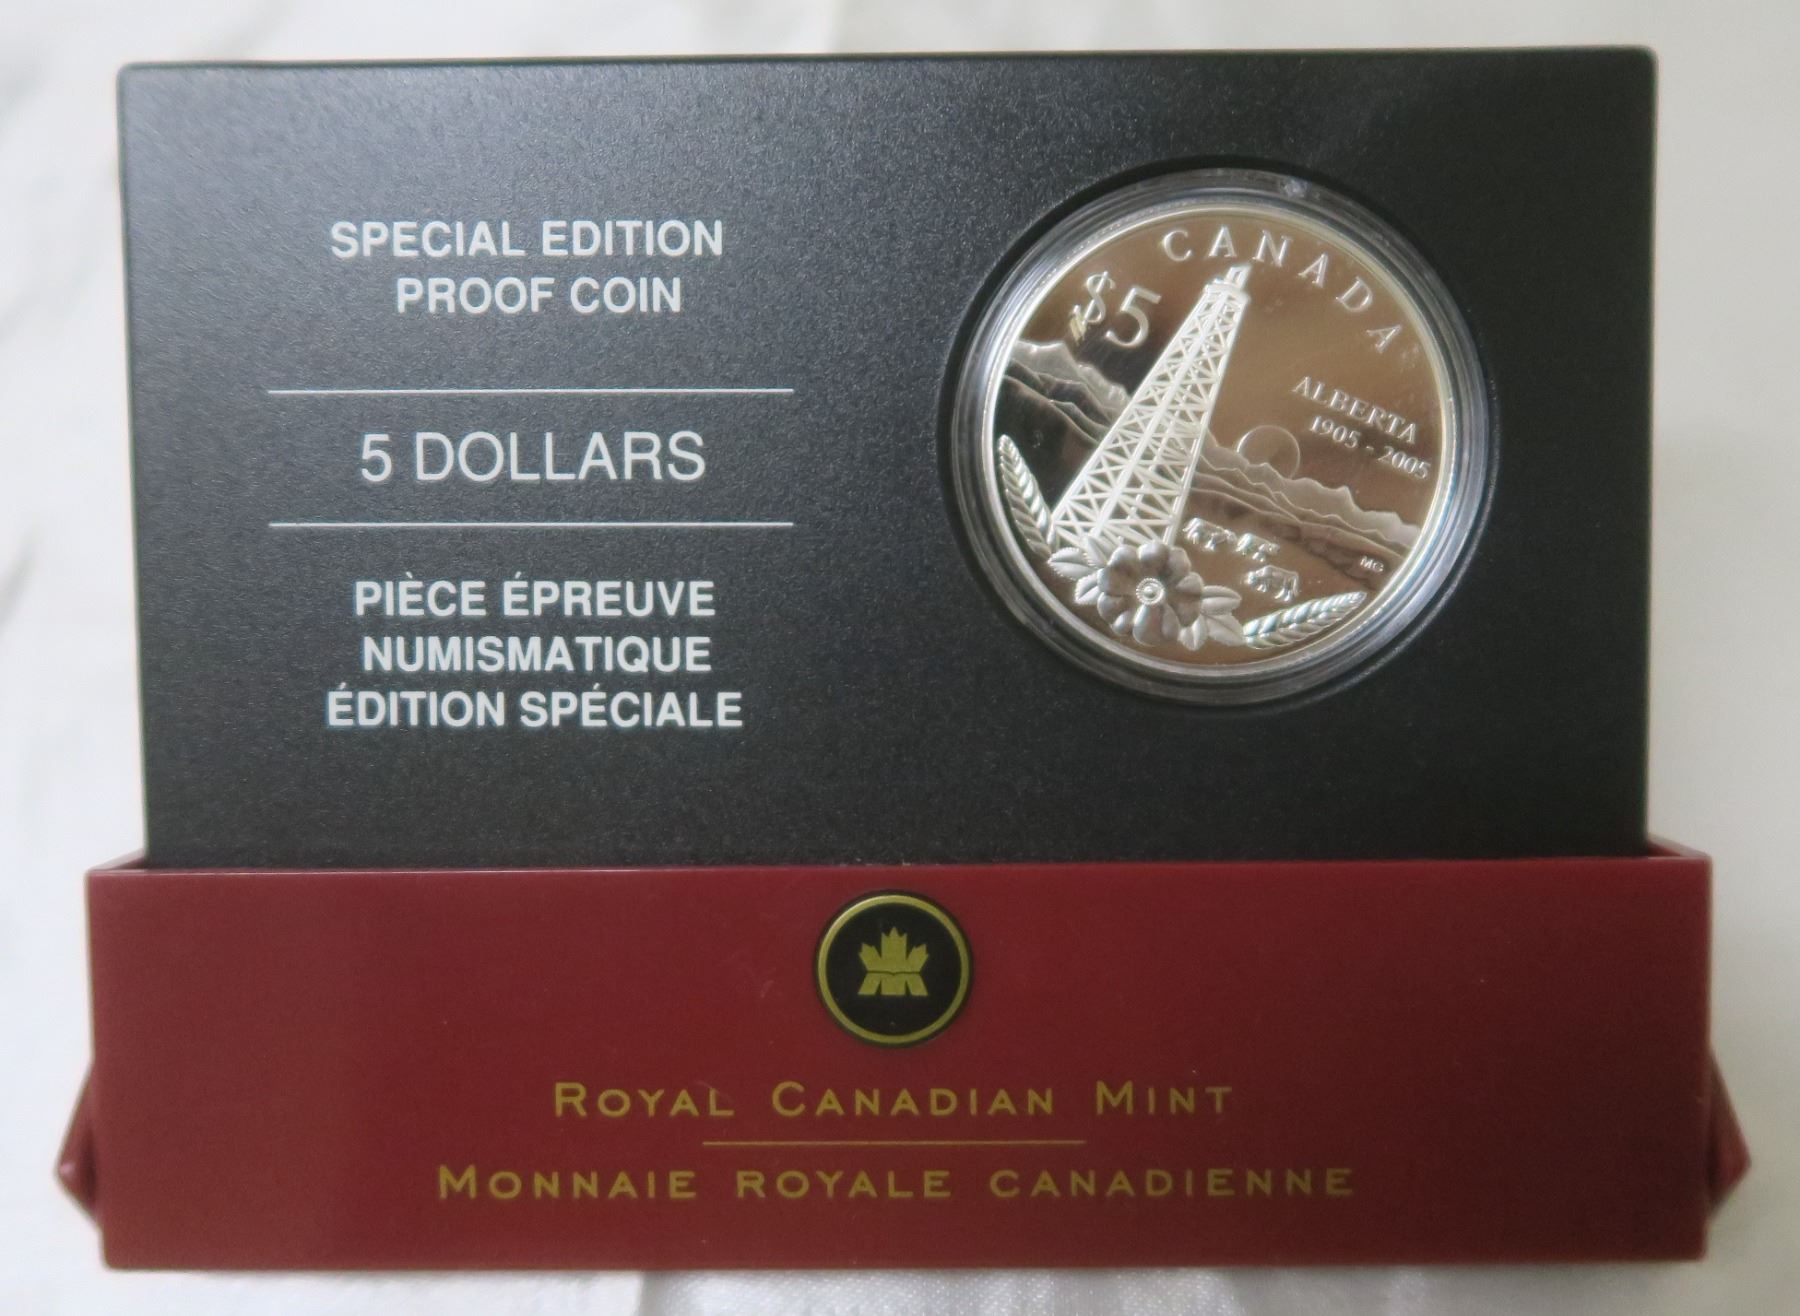 SPECIAL EDITION
PROOF COIN
5 DOLLARS
PIÈCE ÉPREUVE
NUMISMATIQUE
ÉDITION SPÉCIALE
CANADA
$5
ALBERTA
1905 - 2005
MG
ROYAL CANADIAN MINT
MONNAIE ROYALE CANADIENNE